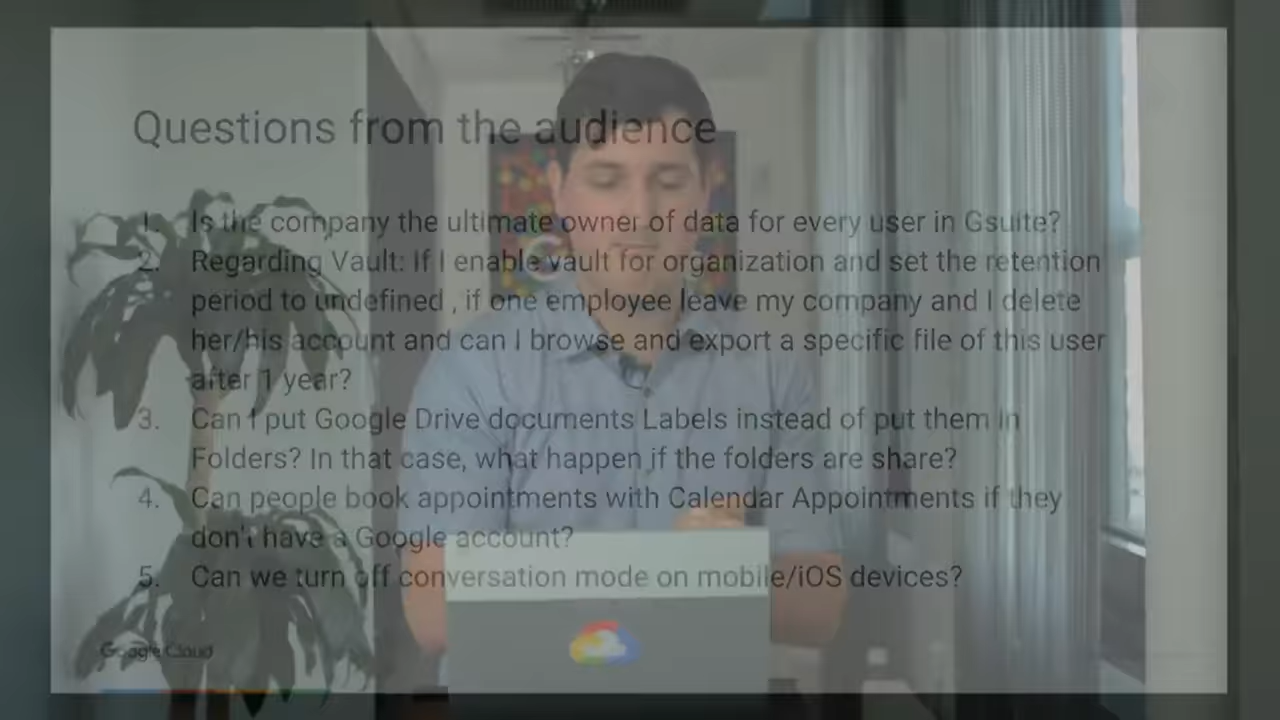 Questions from the audience
1. Is the company the ultimate owner of data for every user in Gsuite?
2. Regarding Vault: If I enable vault for organization and set the retention
period to undefined , if one employee leave my company and I delete
her/his account and can I browse and export a specific file of this user
after 1 year?
3. Can I put Google Drive documents Labels instead of put them in
Folders? In that case, what happen if the folders are share?
4. Can people book appointments with Calendar Appointments if they
don't have a Google account?
5. Can we turn off conversation mode on mobile/iOS devices?
Google Cloud